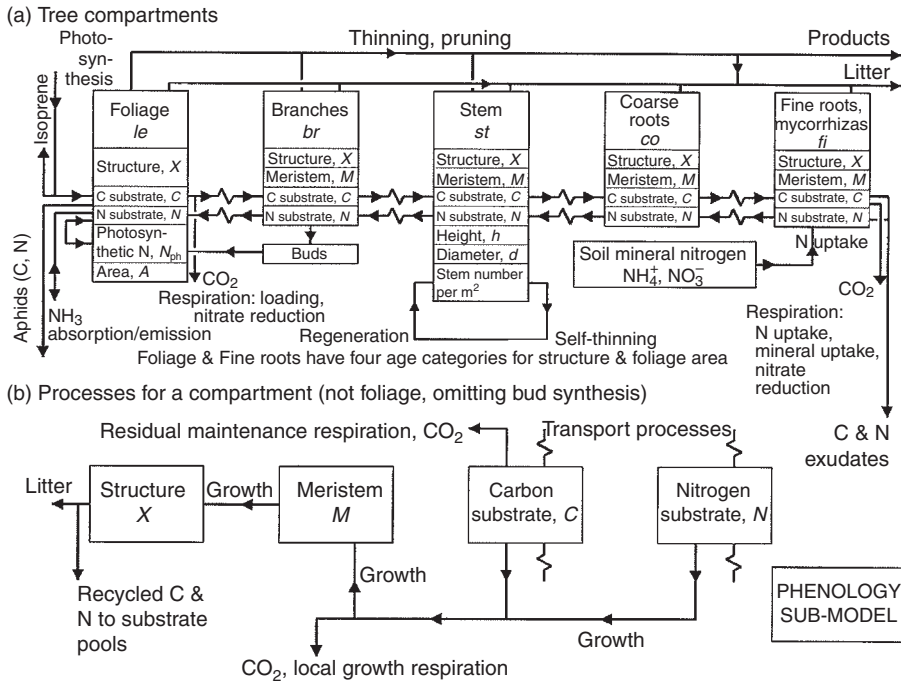 (a) Tree compartments
Photo-
syn-
thesis
Thinning, pruning
Products
Litter
Isoprene
Foliage
le
Structure, X
C substrate, C
N substrate, N
Photosyn-
thetic N, Nph
Area, A
Branches
br
Structure, X
Meristem, M
C substrate, C
N substrate, N
Buds
Stem
st
Structure, X
Meristem, M
C substrate, C
N substrate, N
Height, h
Diameter, d
Stem number
per m²
Coarse
roots
co
Structure, X
Meristem, M
C substrate, C
N substrate, N
Fine roots,
mycorrhizas
fi
Structure, X
Meristem, M
C substrate, C
N substrate, N
N uptake
Soil mineral nitrogen
NH₄⁺, NO₃⁻
Aphids (C, N)
NH₃
absorption/emission
CO₂
Respiration: loading,
nitrate reduction
Regeneration
Self-thinning
CO₂
Respiration:
N uptake,
mineral uptake,
nitrate
reduction
Foliage & Fine roots have four age categories for structure & foliage area
C & N
exudates
(b) Processes for a compartment (not foliage, omitting bud synthesis)
Residual maintenance respiration, CO₂
Transport processes
Litter
Structure
X
Growth
Meristem
M
Carbon
substrate, C
Nitrogen
substrate, N
Recycled C &
N to substrate
pools
Growth
Growth
CO₂, local growth respiration
PHENOLOGY
SUB-MODEL